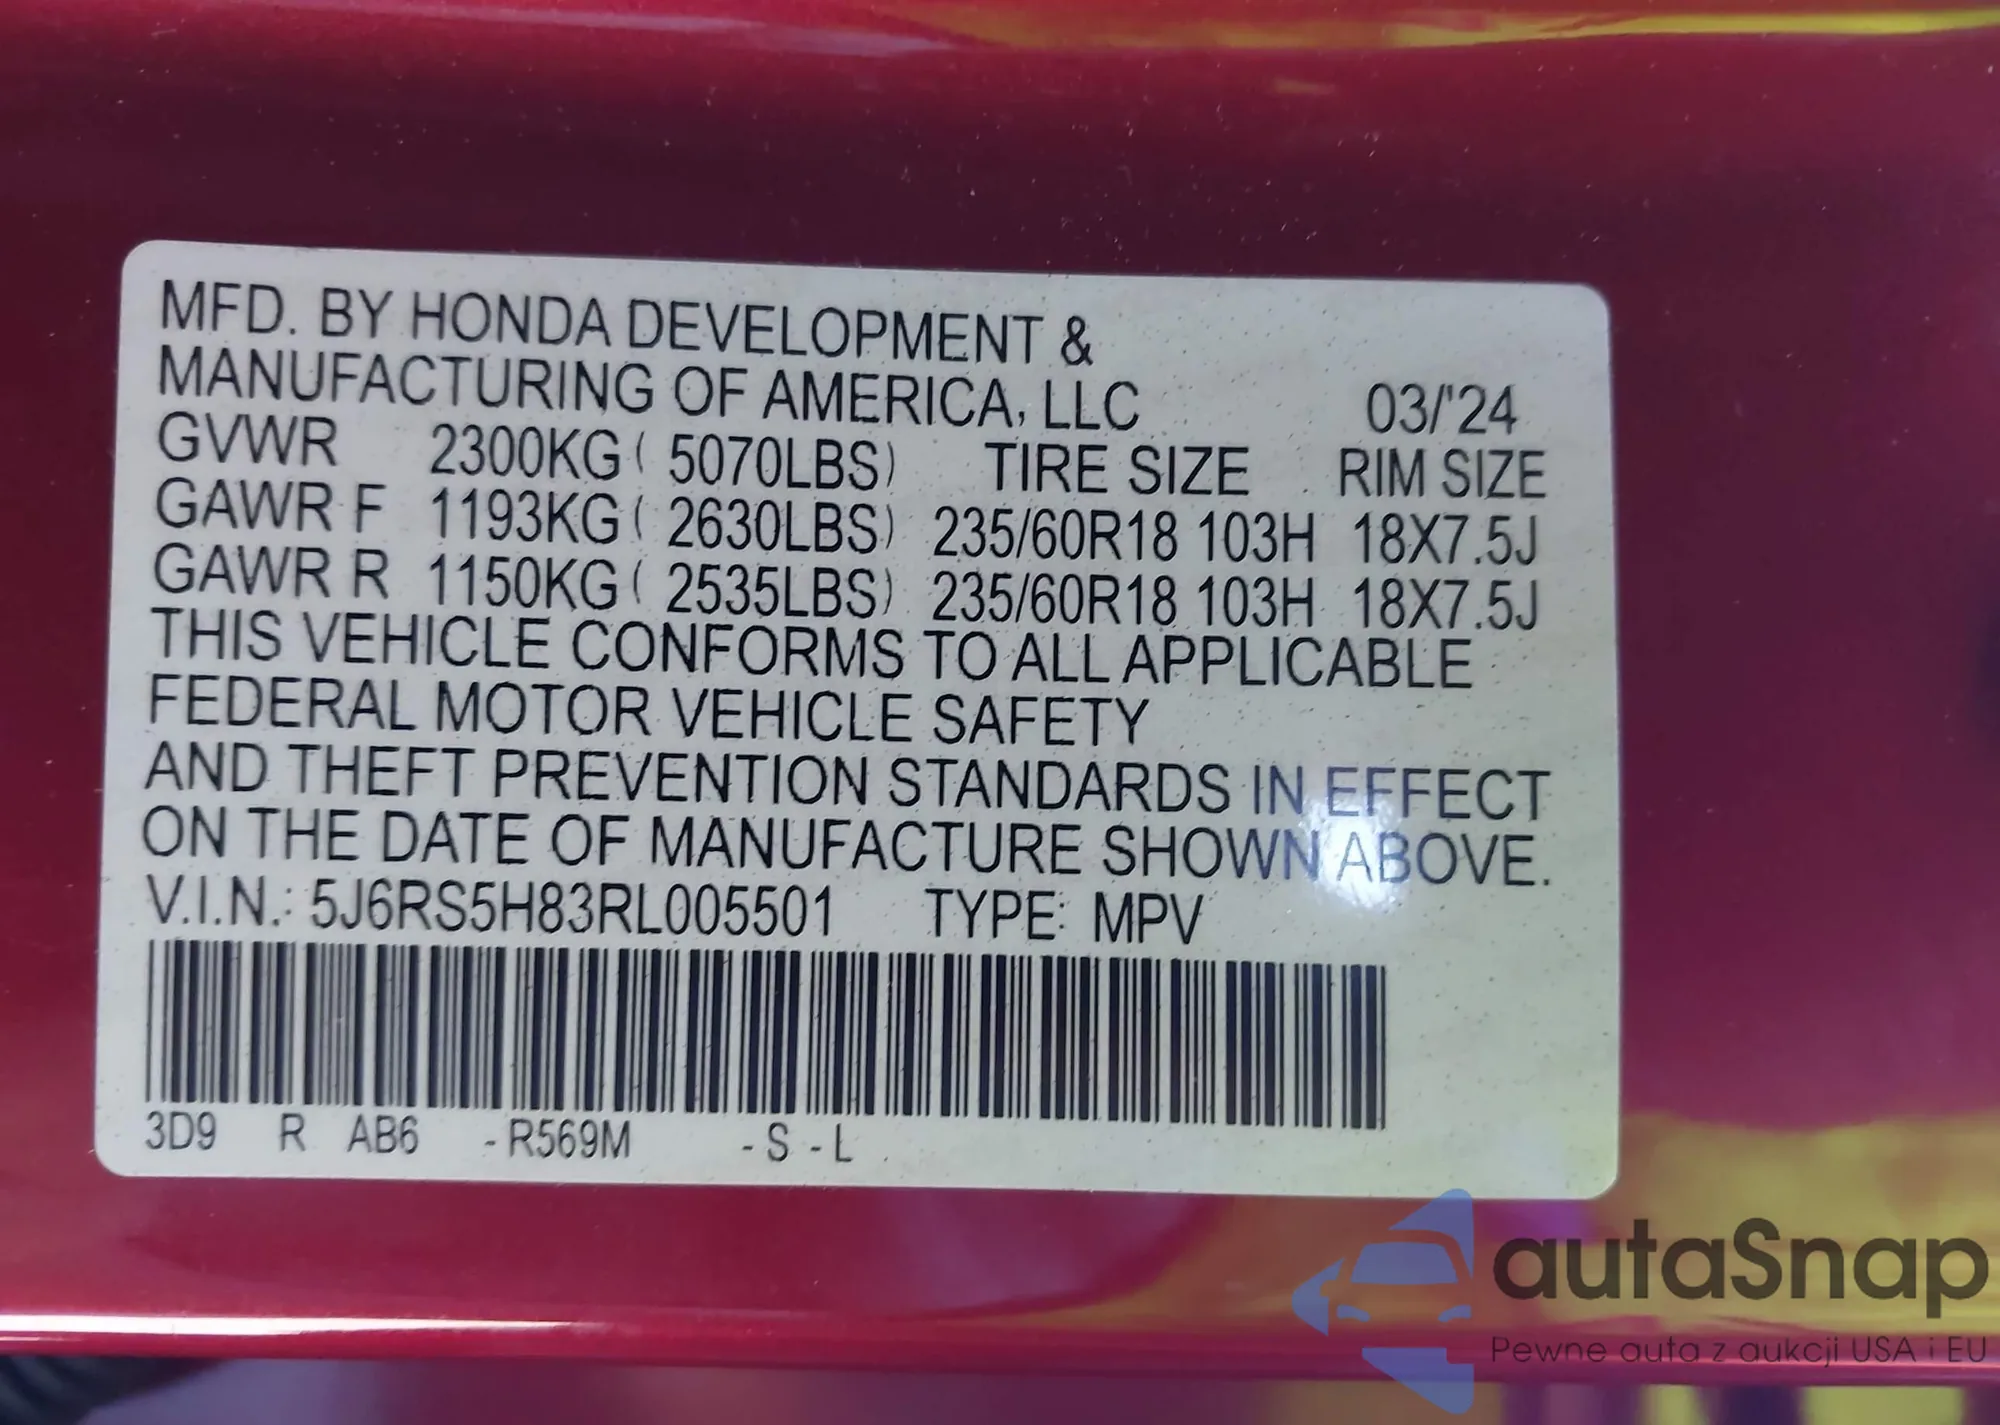 MFD. BY HONDA DEVELOPMENT &
MANUFACTURING OF AMERICA, LLC 03/'24
GVWR 2300KG ( 5070LBS) TIRE SIZE RIM SIZE
GAWR F 1193KG ( 2630LBS) 235/60R18 103H 18X7.5J
GAWR R 1150KG ( 2535LBS) 235/60R18 103H 18X7.5J
THIS VEHICLE CONFORMS TO ALL APPLICABLE
FEDERAL MOTOR VEHICLE SAFETY
AND THEFT PREVENTION STANDARDS IN EFFECT
ON THE DATE OF MANUFACTURE SHOWN ABOVE.
V.I.N.: 5J6RS5H83RL005501 TYPE: MPV
3D9 R AB6 -R569M -S -L
autaSnap
Pewne auta z aukcji USA i EU